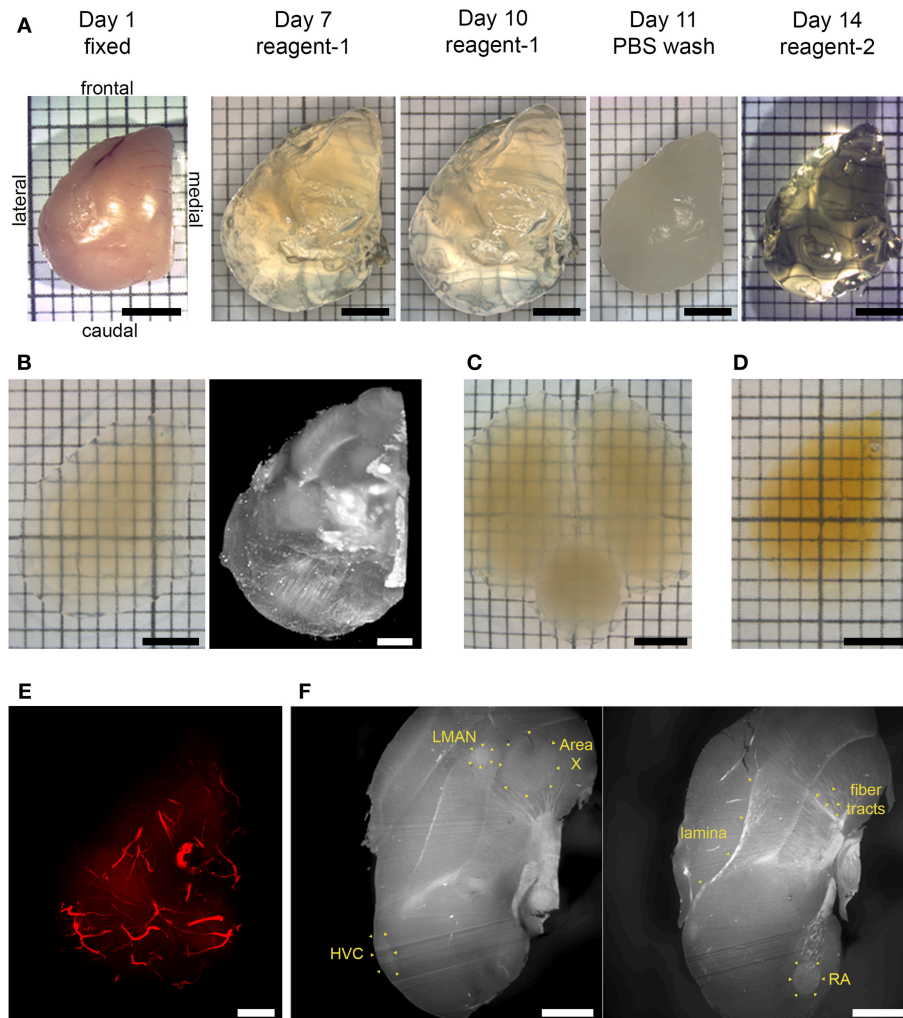 A
Day 1
fixed
Day 7
reagent-1
Day 10
reagent-1
Day 11
PBS wash
Day 14
reagent-2
frontal
lateral
medial
caudal
B
C
D
E
F
LMAN
Area
X
HVC
lamina
fiber
tracts
RA